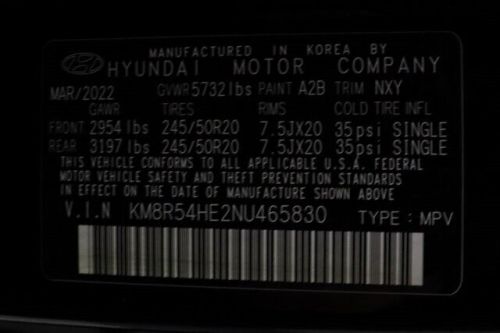 MANUFACTURED IN KOREA BY
HYUNDAI MOTOR COMPANY
MAR/2022 GVWR 5732lbs PAINT A2B TRIM NXY
GAWR TIRES RIMS COLD TIRE INFL
FRONT 2954lbs 245/50R20 7.5JX20 35psi SINGLE
REAR 3197lbs 245/50R20 7.5JX20 35psi SINGLE
THIS VEHICLE CONFORMS TO ALL APPLICABLE U.S.A. FEDERAL
MOTOR VEHICLE SAFETY AND THEFT PREVENTION STANDARDS
IN EFFECT ON THE DATE OF MANUFACTURE SHOWN ABOVE
V.I.N KM8R54HE2NU465830 TYPE : MPV